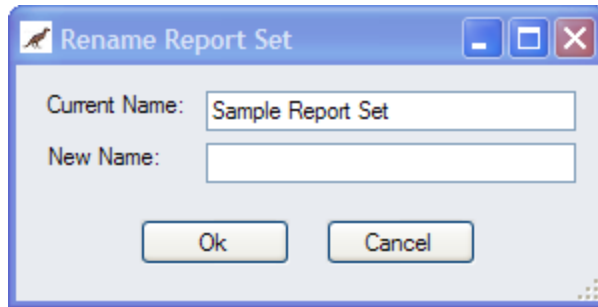 Rename Report Set
Current Name: Sample Report Set
New Name:
Ok Cancel